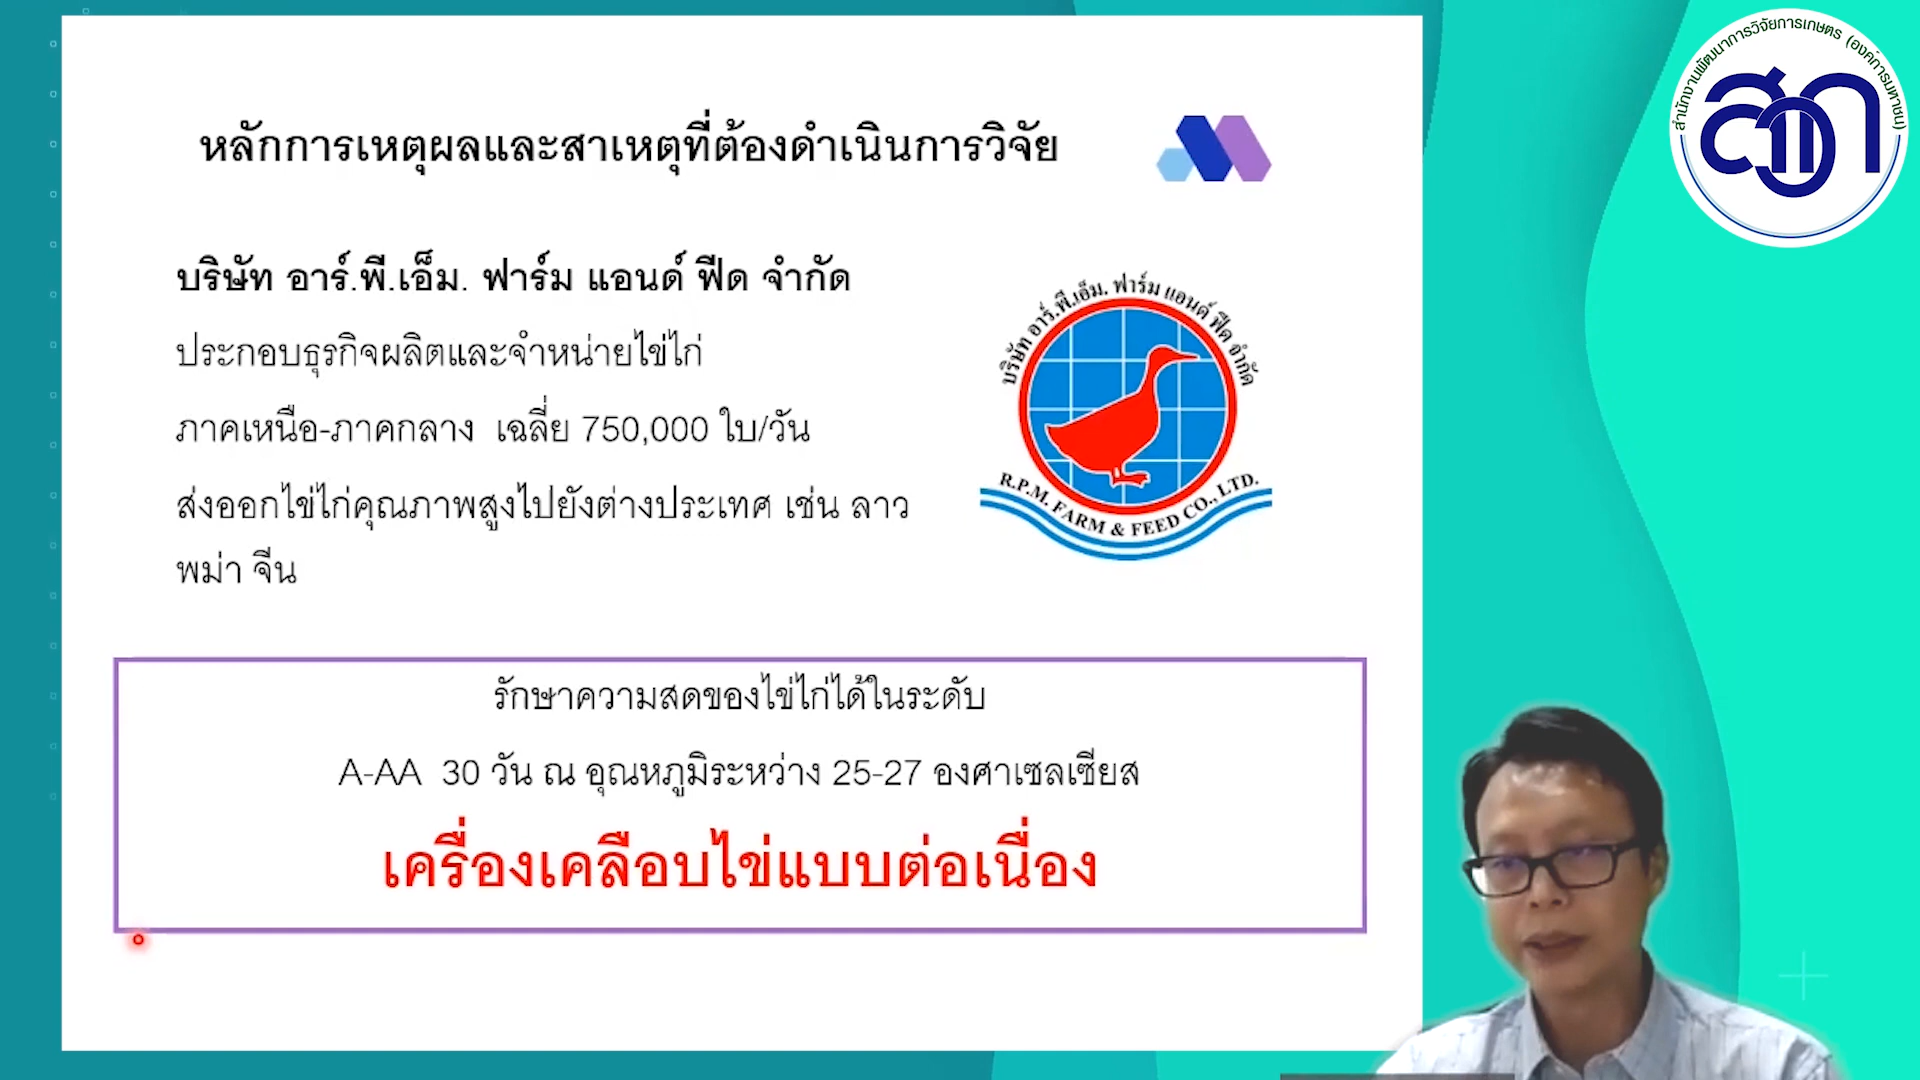 สำนักงานพัฒนาการวิจัยการเกษตร (องค์การมหาชน)
สวก
หลักการเหตุผลและสาเหตุที่ต้องดำเนินการวิจัย
บริษัท อาร์.พี.เอ็ม. ฟาร์ม แอนด์ ฟีด จำกัด
ประกอบธุรกิจผลิตและจำหน่ายไข่ไก่
ภาคเหนือ-ภาคกลาง เฉลี่ย 750,000 ใบ/วัน
ส่งออกไข่ไก่คุณภาพสูงไปยังต่างประเทศ เช่น ลาว
พม่า จีน
บริษัท อาร์.พี.เอ็ม. ฟาร์ม แอนด์ ฟีด จำกัด
R.P.M. FARM & FEED CO., LTD.
รักษาความสดของไข่ไก่ได้ในระดับ
A-AA 30 วัน ณ อุณหภูมิระหว่าง 25-27 องศาเซลเซียส
เครื่องเคลือบไข่แบบต่อเนื่อง